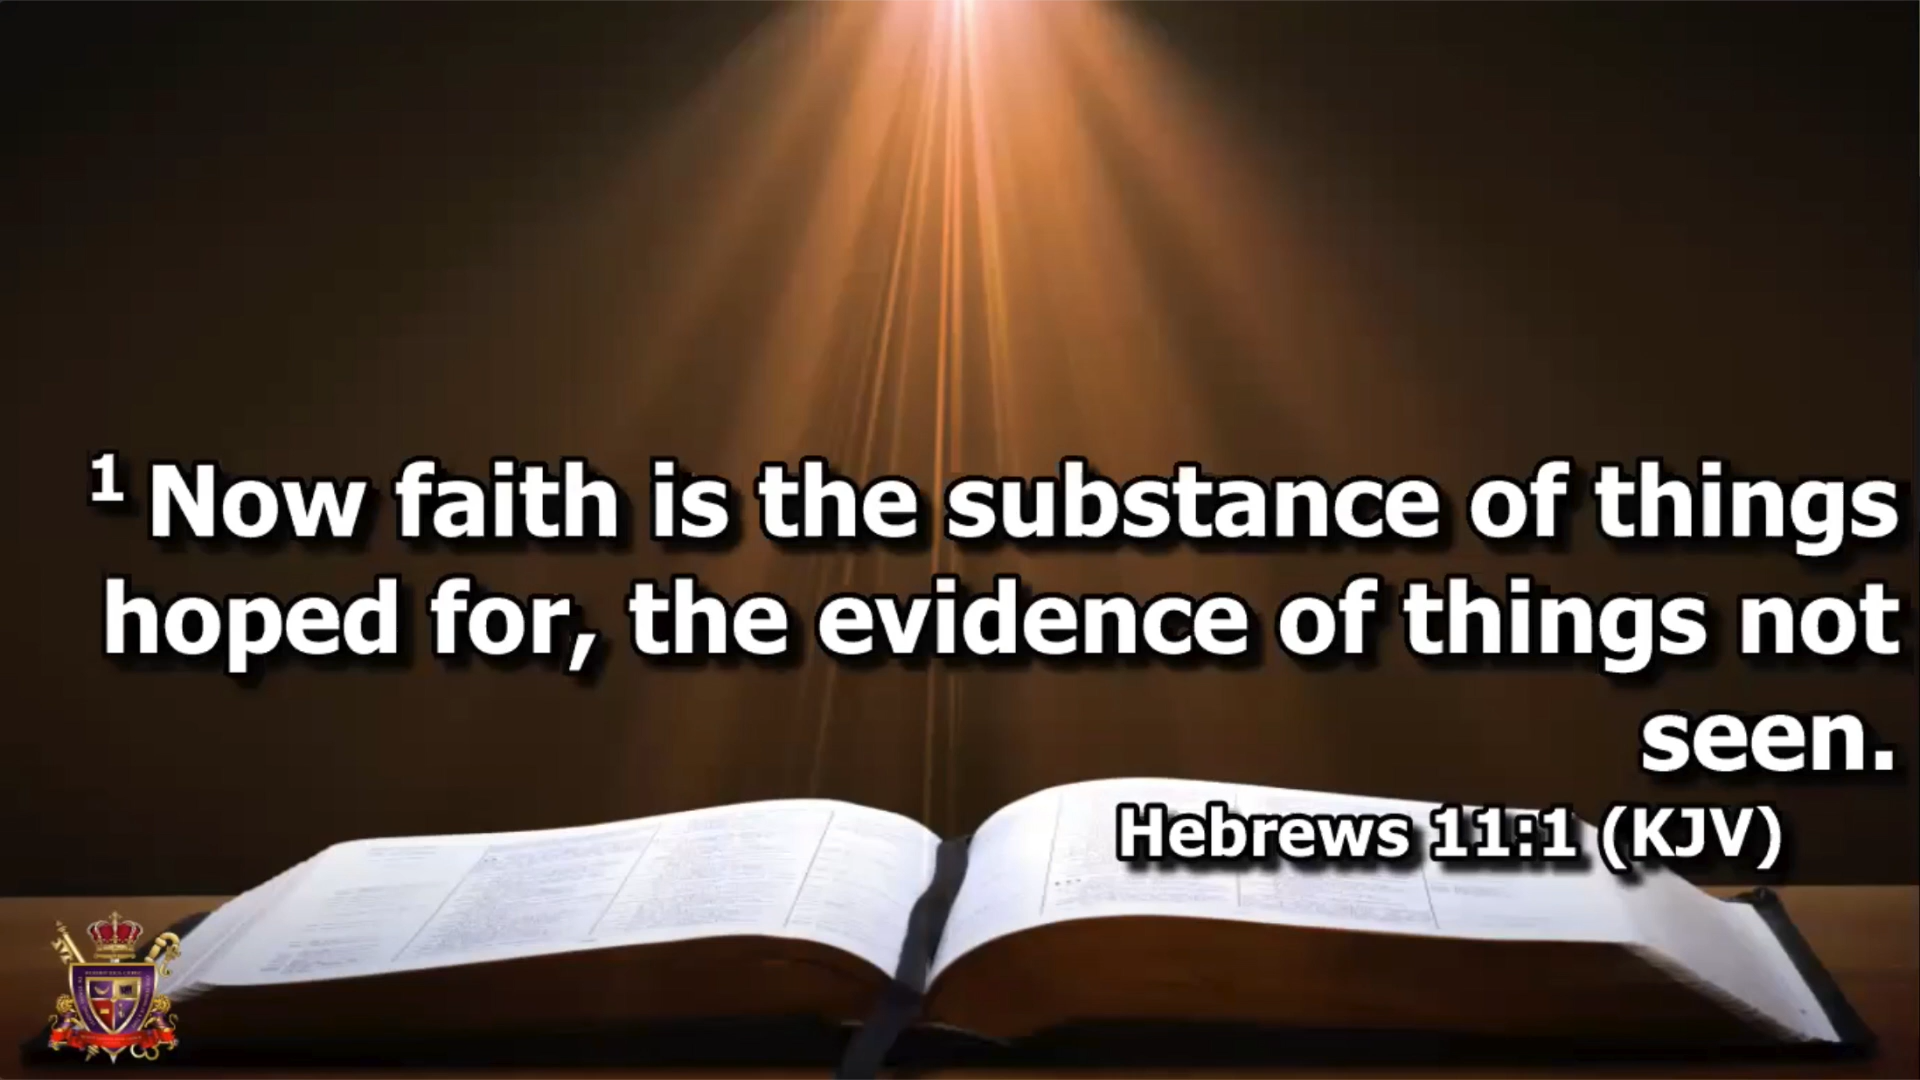 1 Now faith is the substance of things
hoped for, the evidence of things not
seen.
Hebrews 11:1 (KJV)